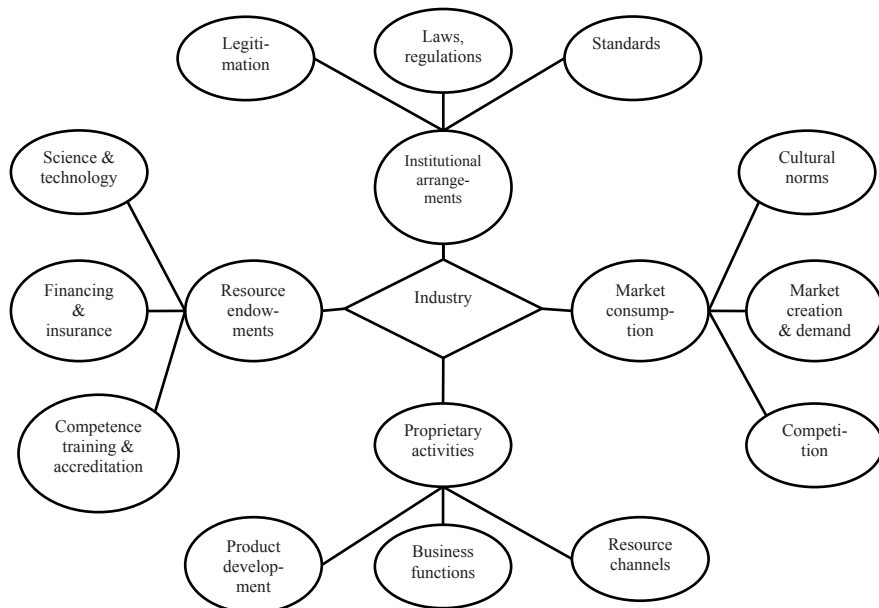 Legiti-
mation
Laws,
regulations
Standards
Science &
technology
Institutional
arrange-
ments
Cultural
norms
Financing
&
insurance
Resource
endow-
ments
Industry
Market
consump-
tion
Market
creation
& demand
Competence
training &
accreditation
Proprietary
activities
Competi-
tion
Product
develop-
ment
Business
functions
Resource
channels